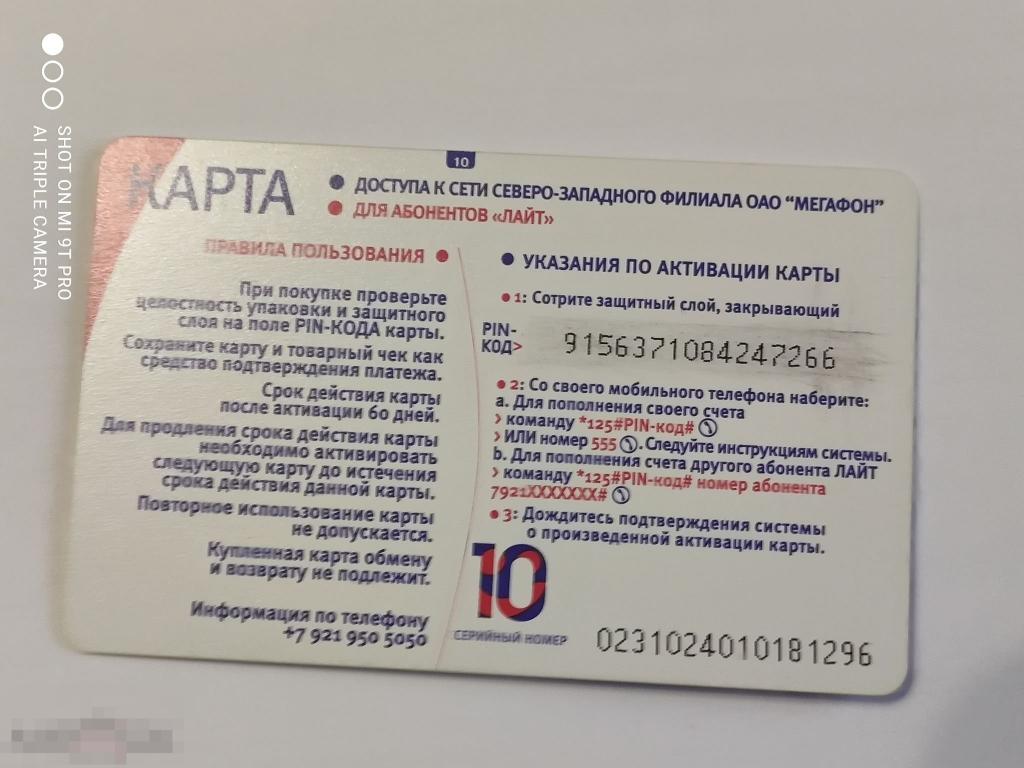 SHOT ON MI 9T PRO
AI TRIPLE CAMERA
10
КАРТА
• ДОСТУПА К СЕТИ СЕВЕРО-ЗАПАДНОГО ФИЛИАЛА ОАО "МЕГАФОН"
• ДЛЯ АБОНЕНТОВ «ЛАЙТ»
ПРАВИЛА ПОЛЬЗОВАНИЯ •
При покупке проверьте
целостность упаковки и защитного
слоя на поле PIN-КОДА карты.
Сохраните карту и товарный чек как
средство подтверждения платежа.
Срок действия карты
после активации 60 дней.
Для продления срока действия карты
необходимо активировать
следующую карту до истечения
срока действия данной карты.
Повторное использование карты
не допускается.
Купленная карта обмену
и возврату не подлежит.
Информация по телефону
+7 921 950 5050
• УКАЗАНИЯ ПО АКТИВАЦИИ КАРТЫ
• 1: Сотрите защитный слой, закрывающий
PIN-
КОД> 9156371084247266
• 2: Со своего мобильного телефона наберите:
a. Для пополнения своего счета
> команду *125#PIN-код#
> ИЛИ номер 555 . Следуйте инструкциям системы.
b. Для пополнения счета другого абонента ЛАЙТ
> команду *125#PIN-код# номер абонента
7921XXXXXXX#
• 3: Дождитесь подтверждения системы
о произведенной активации карты.
10
СЕРИЙНЫЙ НОМЕР 0231024010181296